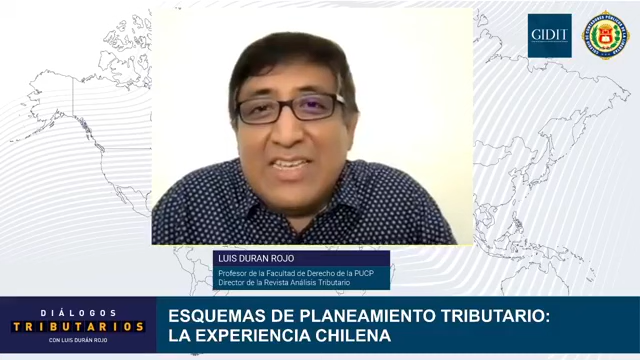 GIDIT
LUIS DURAN ROJO
Profesor de la Facultad de Derecho de la PUCP
Director de la Revista Análisis Tributario
DIÁLOGOS
TRIBUTARIOS
CON LUIS DURÁN ROJO
ESQUEMAS DE PLANEAMIENTO TRIBUTARIO:
LA EXPERIENCIA CHILENA